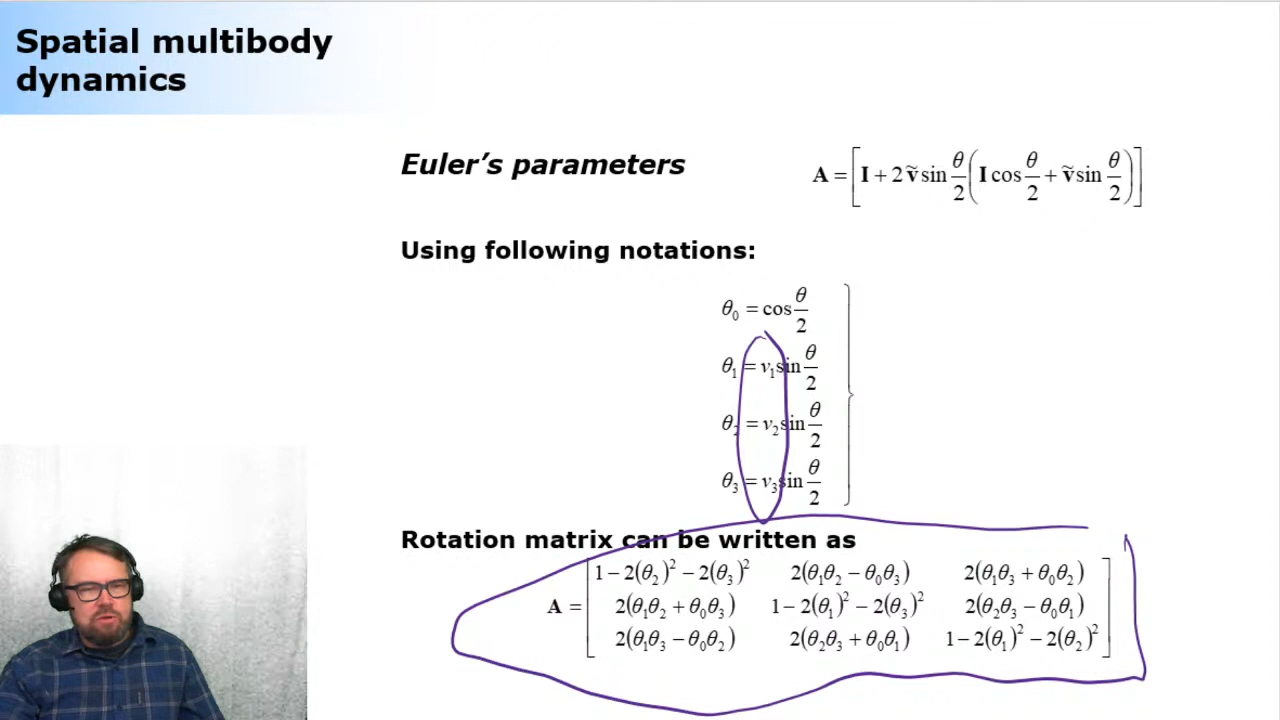 Spatial multibody
dynamics
Euler's parameters
A = [I + 2ṽ sin θ/2 (I cos θ/2 + ṽ sin θ/2)]
Using following notations:
θ₀ = cos θ/2
θ₁ = v₁ sin θ/2
θ₂ = v₂ sin θ/2
θ₃ = v₃ sin θ/2
Rotation matrix can be written as
1 − 2(θ₂)² − 2(θ₃)² 2(θ₁θ₂ − θ₀θ₃) 2(θ₁θ₃ + θ₀θ₂)
A = 2(θ₁θ₂ + θ₀θ₃) 1 − 2(θ₁)² − 2(θ₃)² 2(θ₂θ₃ − θ₀θ₁)
2(θ₁θ₃ − θ₀θ₂) 2(θ₂θ₃ + θ₀θ₁) 1 − 2(θ₁)² − 2(θ₂)²